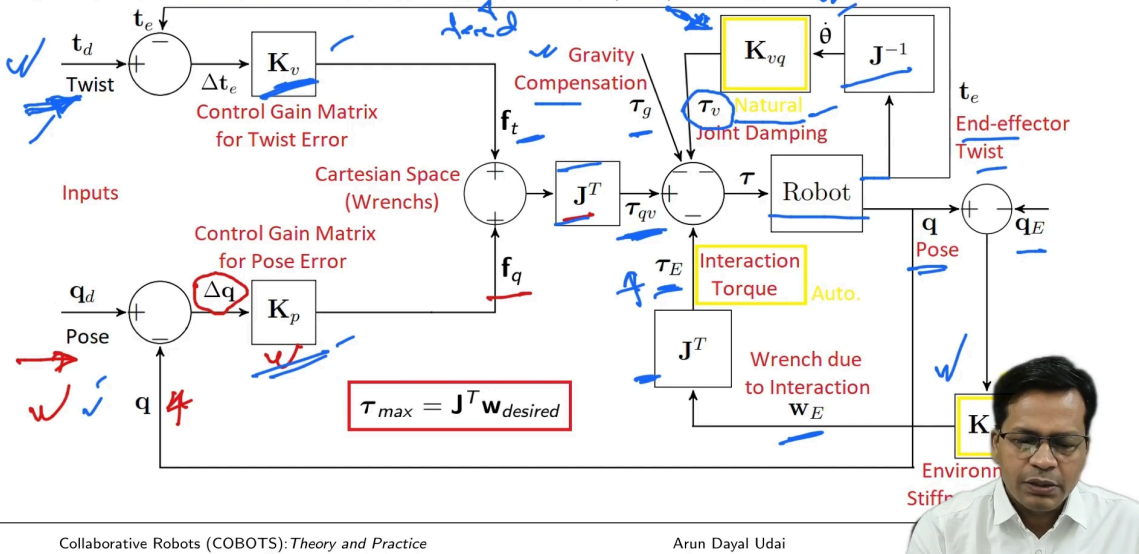 t_e
t_d
Twist
Δt_e
K_v
Control Gain Matrix
for Twist Error
f_t
Inputs
Cartesian Space
(Wrenchs)
J^T
τ_qv
Gravity
Compensation
τ_g
K_vq
θ̇
J^{-1}
τ_v
Natural
Joint Damping
τ
Robot
t_e
End-effector
Twist
q
Pose
q_E
Control Gain Matrix
for Pose Error
q_d
Pose
Δq
K_p
f_q
q
τ_E
Interaction
Torque
Auto.
J^T
Wrench due
to Interaction
w_E
K
τ_max = J^T w_desired
Collaborative Robots (COBOTS): Theory and Practice
Arun Dayal Udai